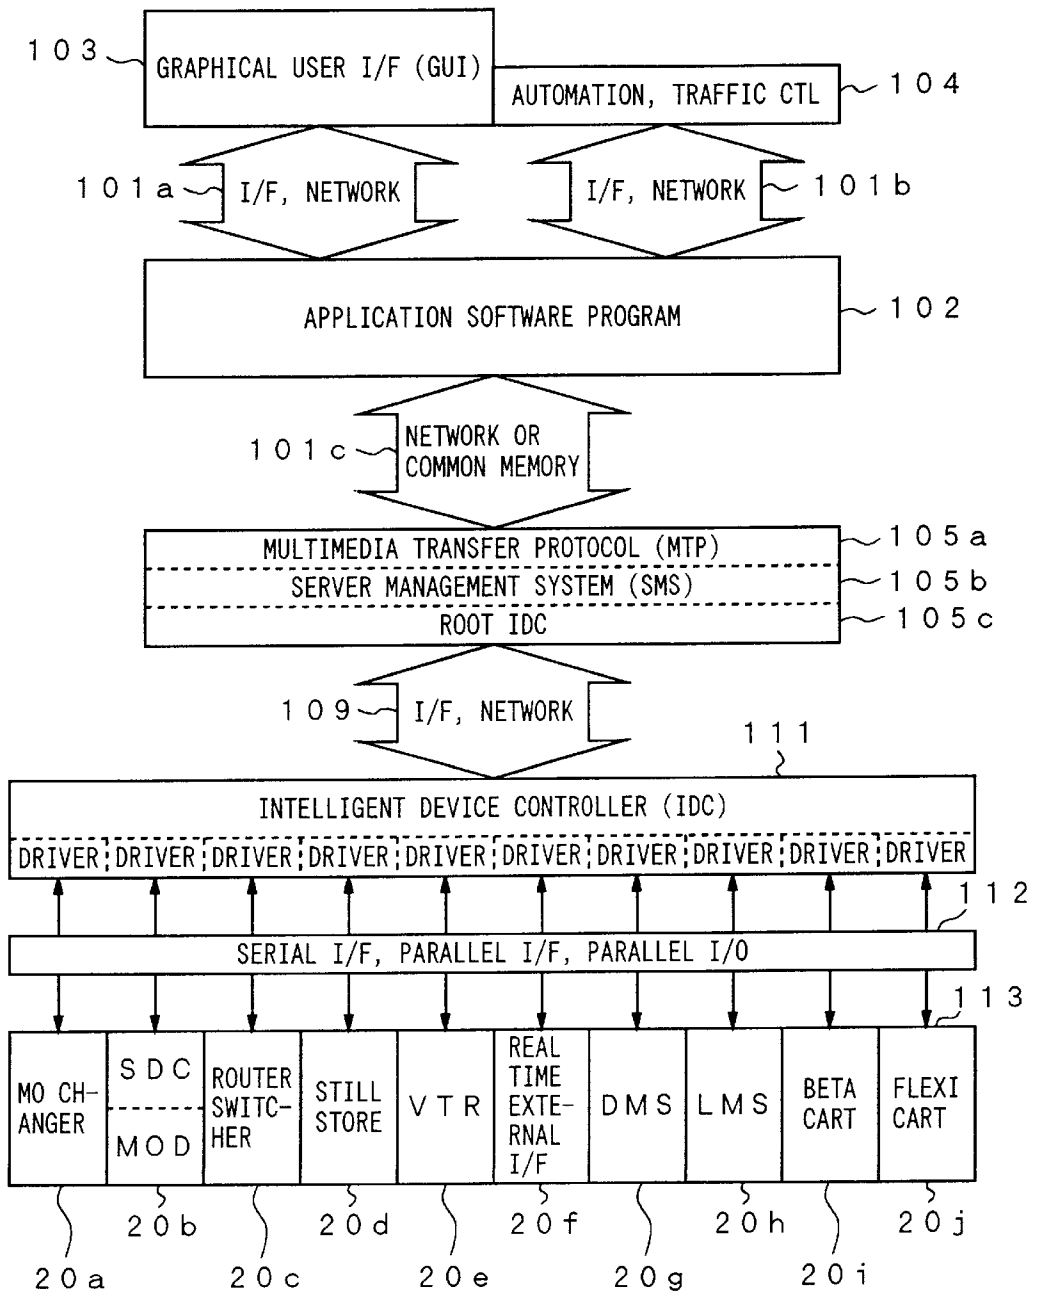 103
GRAPHICAL USER I/F (GUI)
AUTOMATION, TRAFFIC CTL
104
101a
I/F, NETWORK
I/F, NETWORK
101b
APPLICATION SOFTWARE PROGRAM
102
101c
NETWORK OR
COMMON MEMORY
MULTIMEDIA TRANSFER PROTOCOL (MTP)
105a
SERVER MANAGEMENT SYSTEM (SMS)
105b
ROOT IDC
105c
109
I/F, NETWORK
111
INTELLIGENT DEVICE CONTROLLER (IDC)
DRIVER DRIVER DRIVER DRIVER DRIVER DRIVER DRIVER DRIVER DRIVER DRIVER
112
SERIAL I/F, PARALLEL I/F, PARALLEL I/O
113
MO CH-
ANGER
SDC
MOD
ROUTER
SWITC-
HER
STILL
STORE
VTR
REAL
TIME
EXTE-
RNAL
I/F
DMS
LMS
BETA
CART
FLEXI
CART
20a
20b
20c
20d
20e
20f
20g
20h
20i
20j